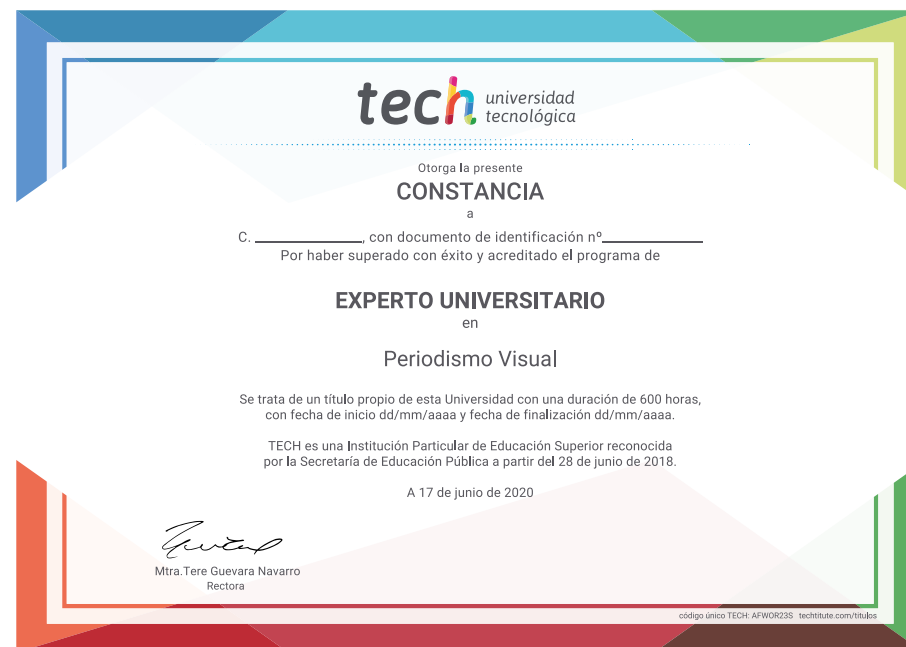 tech universidad
tecnológica
Otorga la presente
CONSTANCIA
a
C. ____________, con documento de identificación nº____________
Por haber superado con éxito y acreditado el programa de
EXPERTO UNIVERSITARIO
en
Periodismo Visual
Se trata de un título propio de esta Universidad con una duración de 600 horas,
con fecha de inicio dd/mm/aaaa y fecha de finalización dd/mm/aaaa.
TECH es una Institución Particular de Educación Superior reconocida
por la Secretaría de Educación Pública a partir del 28 de junio de 2018.
A 17 de junio de 2020
Mtra.Tere Guevara Navarro
Rectora
código único TECH: AFWOR23S techtitute.com/titulos